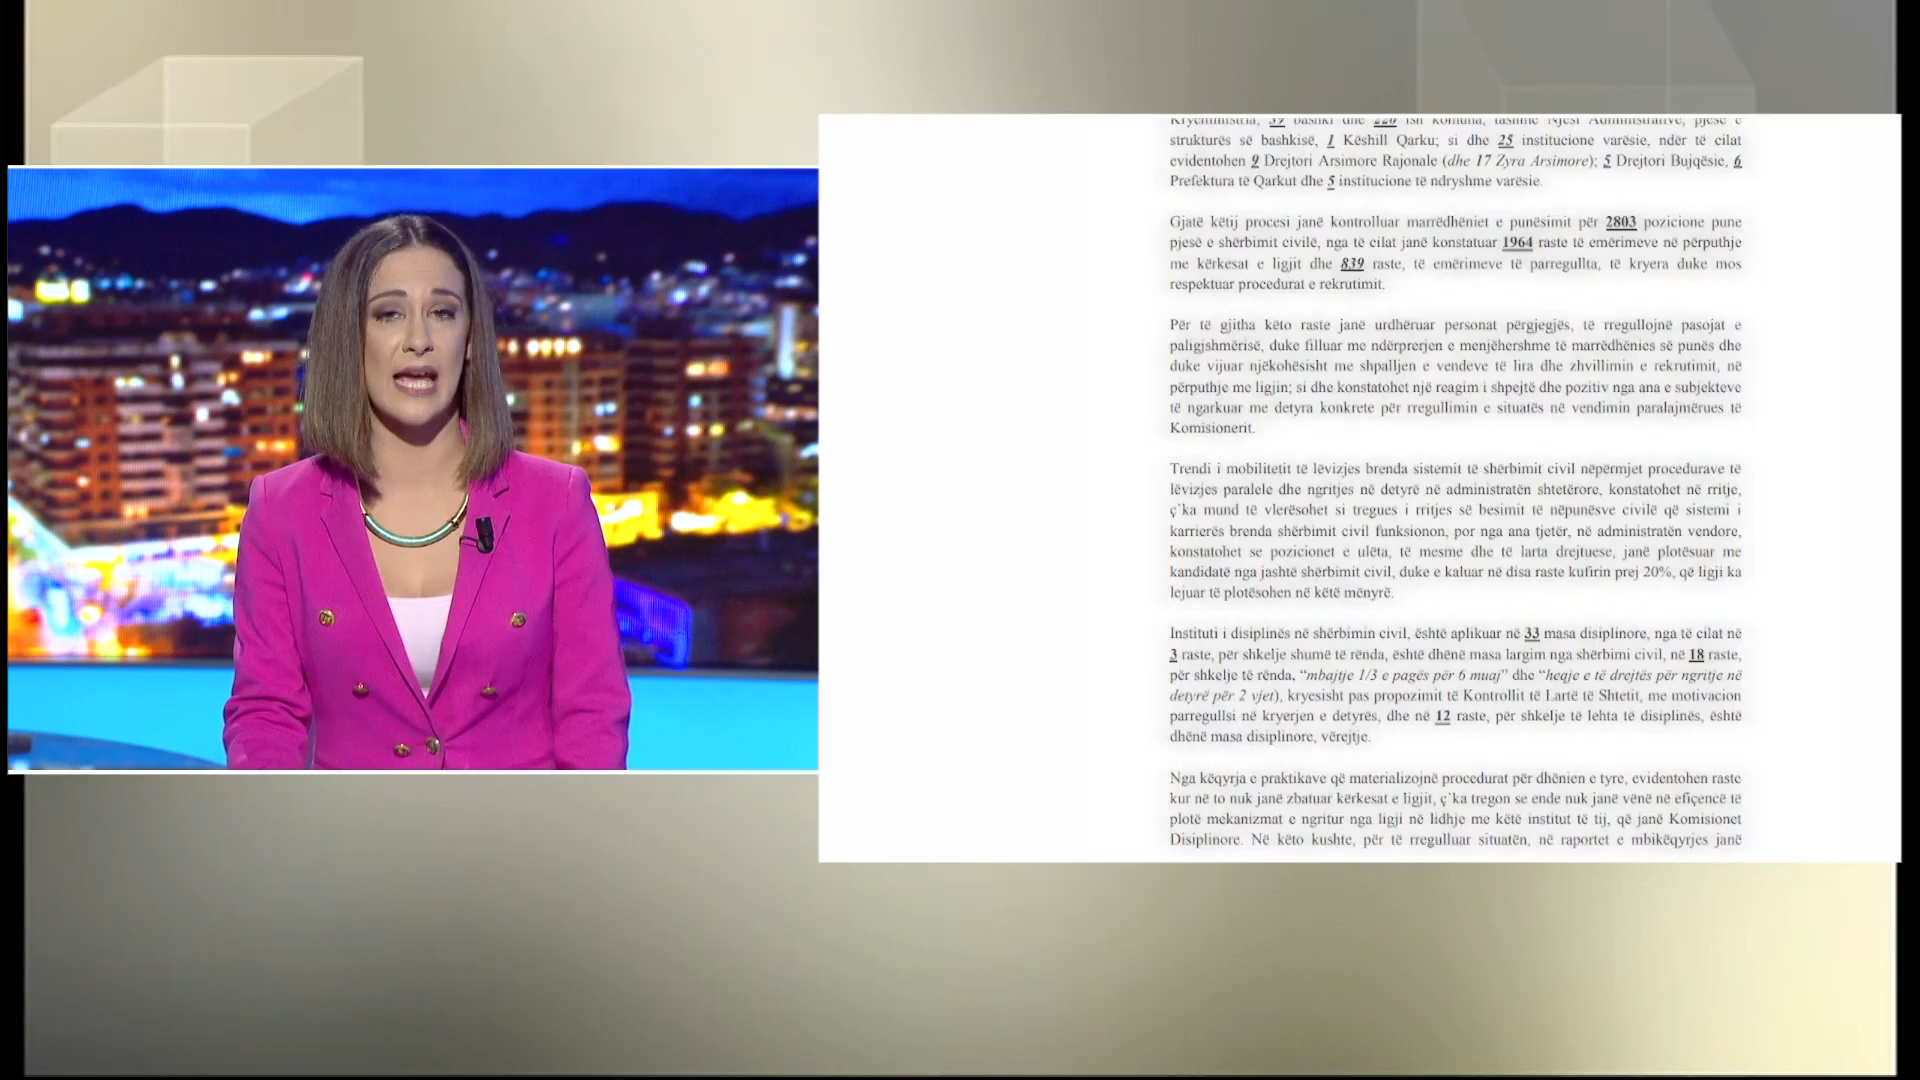 Kryeministria, 39 bashki dhe 220 ish komuna, tashmë Njësi Administrative, pjesë e
strukturës së bashkisë, 1 Këshill Qarku; si dhe 25 institucione varësie, ndër të cilat
evidentohen 9 Drejtori Arsimore Rajonale (dhe 17 Zyra Arsimore); 5 Drejtori Bujqësie, 6
Prefektura të Qarkut dhe 5 institucione të ndryshme varësie.
Gjatë këtij procesi janë kontrolluar marrëdhëniet e punësimit për 2803 pozicione pune
pjesë e shërbimit civilë, nga të cilat janë konstatuar 1964 raste të emërimeve në përputhje
me kërkesat e ligjit dhe 839 raste, të emërimeve të parregullta, të kryera duke mos
respektuar procedurat e rekrutimit.
Për të gjitha këto raste janë urdhëruar personat përgjegjës, të rregullojnë pasojat e
paligjshmërisë, duke filluar me ndërprerjen e menjëhershme të marrëdhënies së punës dhe
duke vijuar njëkohësisht me shpalljen e vendeve të lira dhe zhvillimin e rekrutimit, në
përputhje me ligjin; si dhe konstatohet një reagim i shpejtë dhe pozitiv nga ana e subjekteve
të ngarkuar me detyra konkrete për rregullimin e situatës në vendimin paralajmërues të
Komisionerit.
Trendi i mobilitetit të lëvizjes brenda sistemit të shërbimit civil nëpërmjet procedurave të
lëvizjes paralele dhe ngritjes në detyrë në administratën shtetërore, konstatohet në rritje,
ç'ka mund të vlerësohet si tregues i rritjes së besimit të nëpunësve civilë që sistemi i
karrierës brenda shërbimit civil funksionon, por nga ana tjetër, në administratën vendore,
konstatohet se pozicionet e ulëta, të mesme dhe të larta drejtuese, janë plotësuar me
kandidatë nga jashtë shërbimit civil, duke e kaluar në disa raste kufirin prej 20%, që ligji ka
lejuar të plotësohen në këtë mënyrë.
Instituti i disiplinës në shërbimin civil, është aplikuar në 33 masa disiplinore, nga të cilat në
3 raste, për shkelje shumë të rënda, është dhënë masa largim nga shërbimi civil, në 18 raste,
për shkelje të rënda, "mbajtje 1/3 e pagës për 6 muaj" dhe "heqje e të drejtës për ngritje në
detyrë për 2 vjet), kryesisht pas propozimit të Kontrollit të Lartë të Shtetit, me motivacion
parregullsi në kryerjen e detyrës, dhe në 12 raste, për shkelje të lehta të disiplinës, është
dhënë masa disiplinore, vërejtje.
Nga këqyrja e praktikave që materializojnë procedurat për dhënien e tyre, evidentohen raste
kur në to nuk janë zbatuar kërkesat e ligjit, ç'ka tregon se ende nuk janë vënë në efiçencë të
plotë mekanizmat e ngritur nga ligji në lidhje me këtë institut të tij, që janë Komisionet
Disiplinore. Në këto kushte, për të rregulluar situatën, në raportet e mbikëqyrjes janë